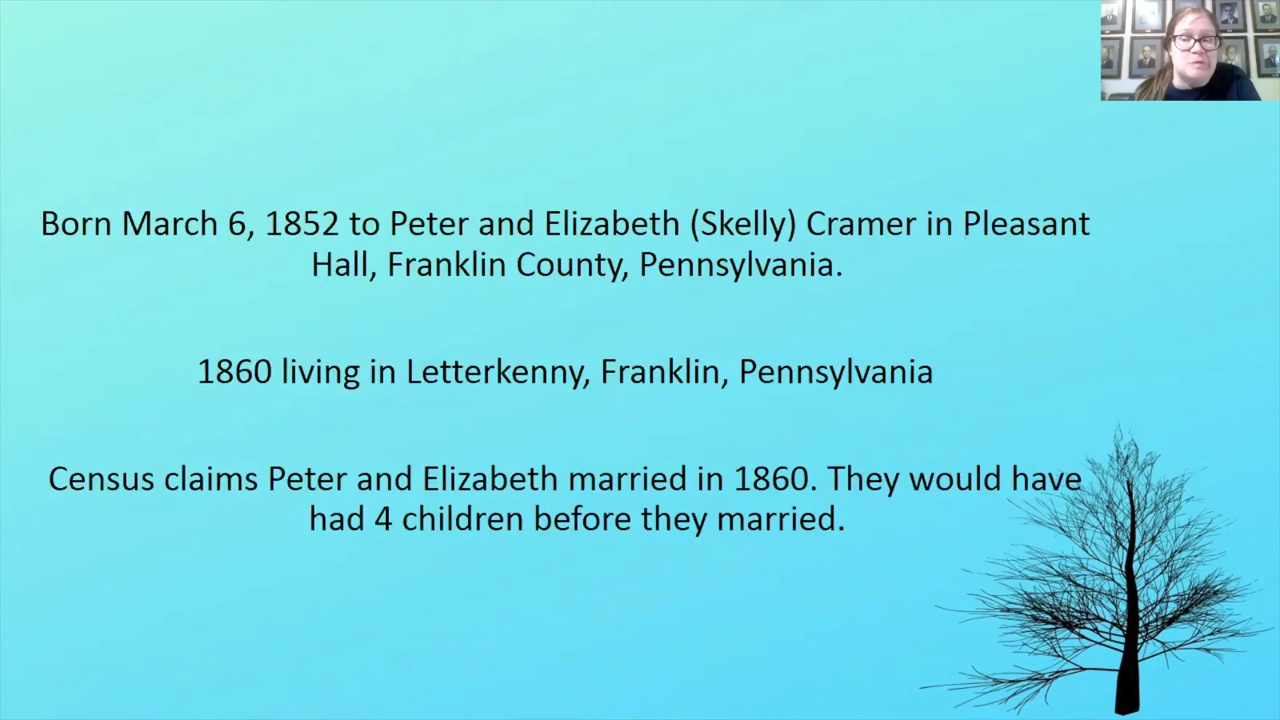 Born March 6, 1852 to Peter and Elizabeth (Skelly) Cramer in Pleasant
Hall, Franklin County, Pennsylvania.
1860 living in Letterkenny, Franklin, Pennsylvania
Census claims Peter and Elizabeth married in 1860. They would have
had 4 children before they married.